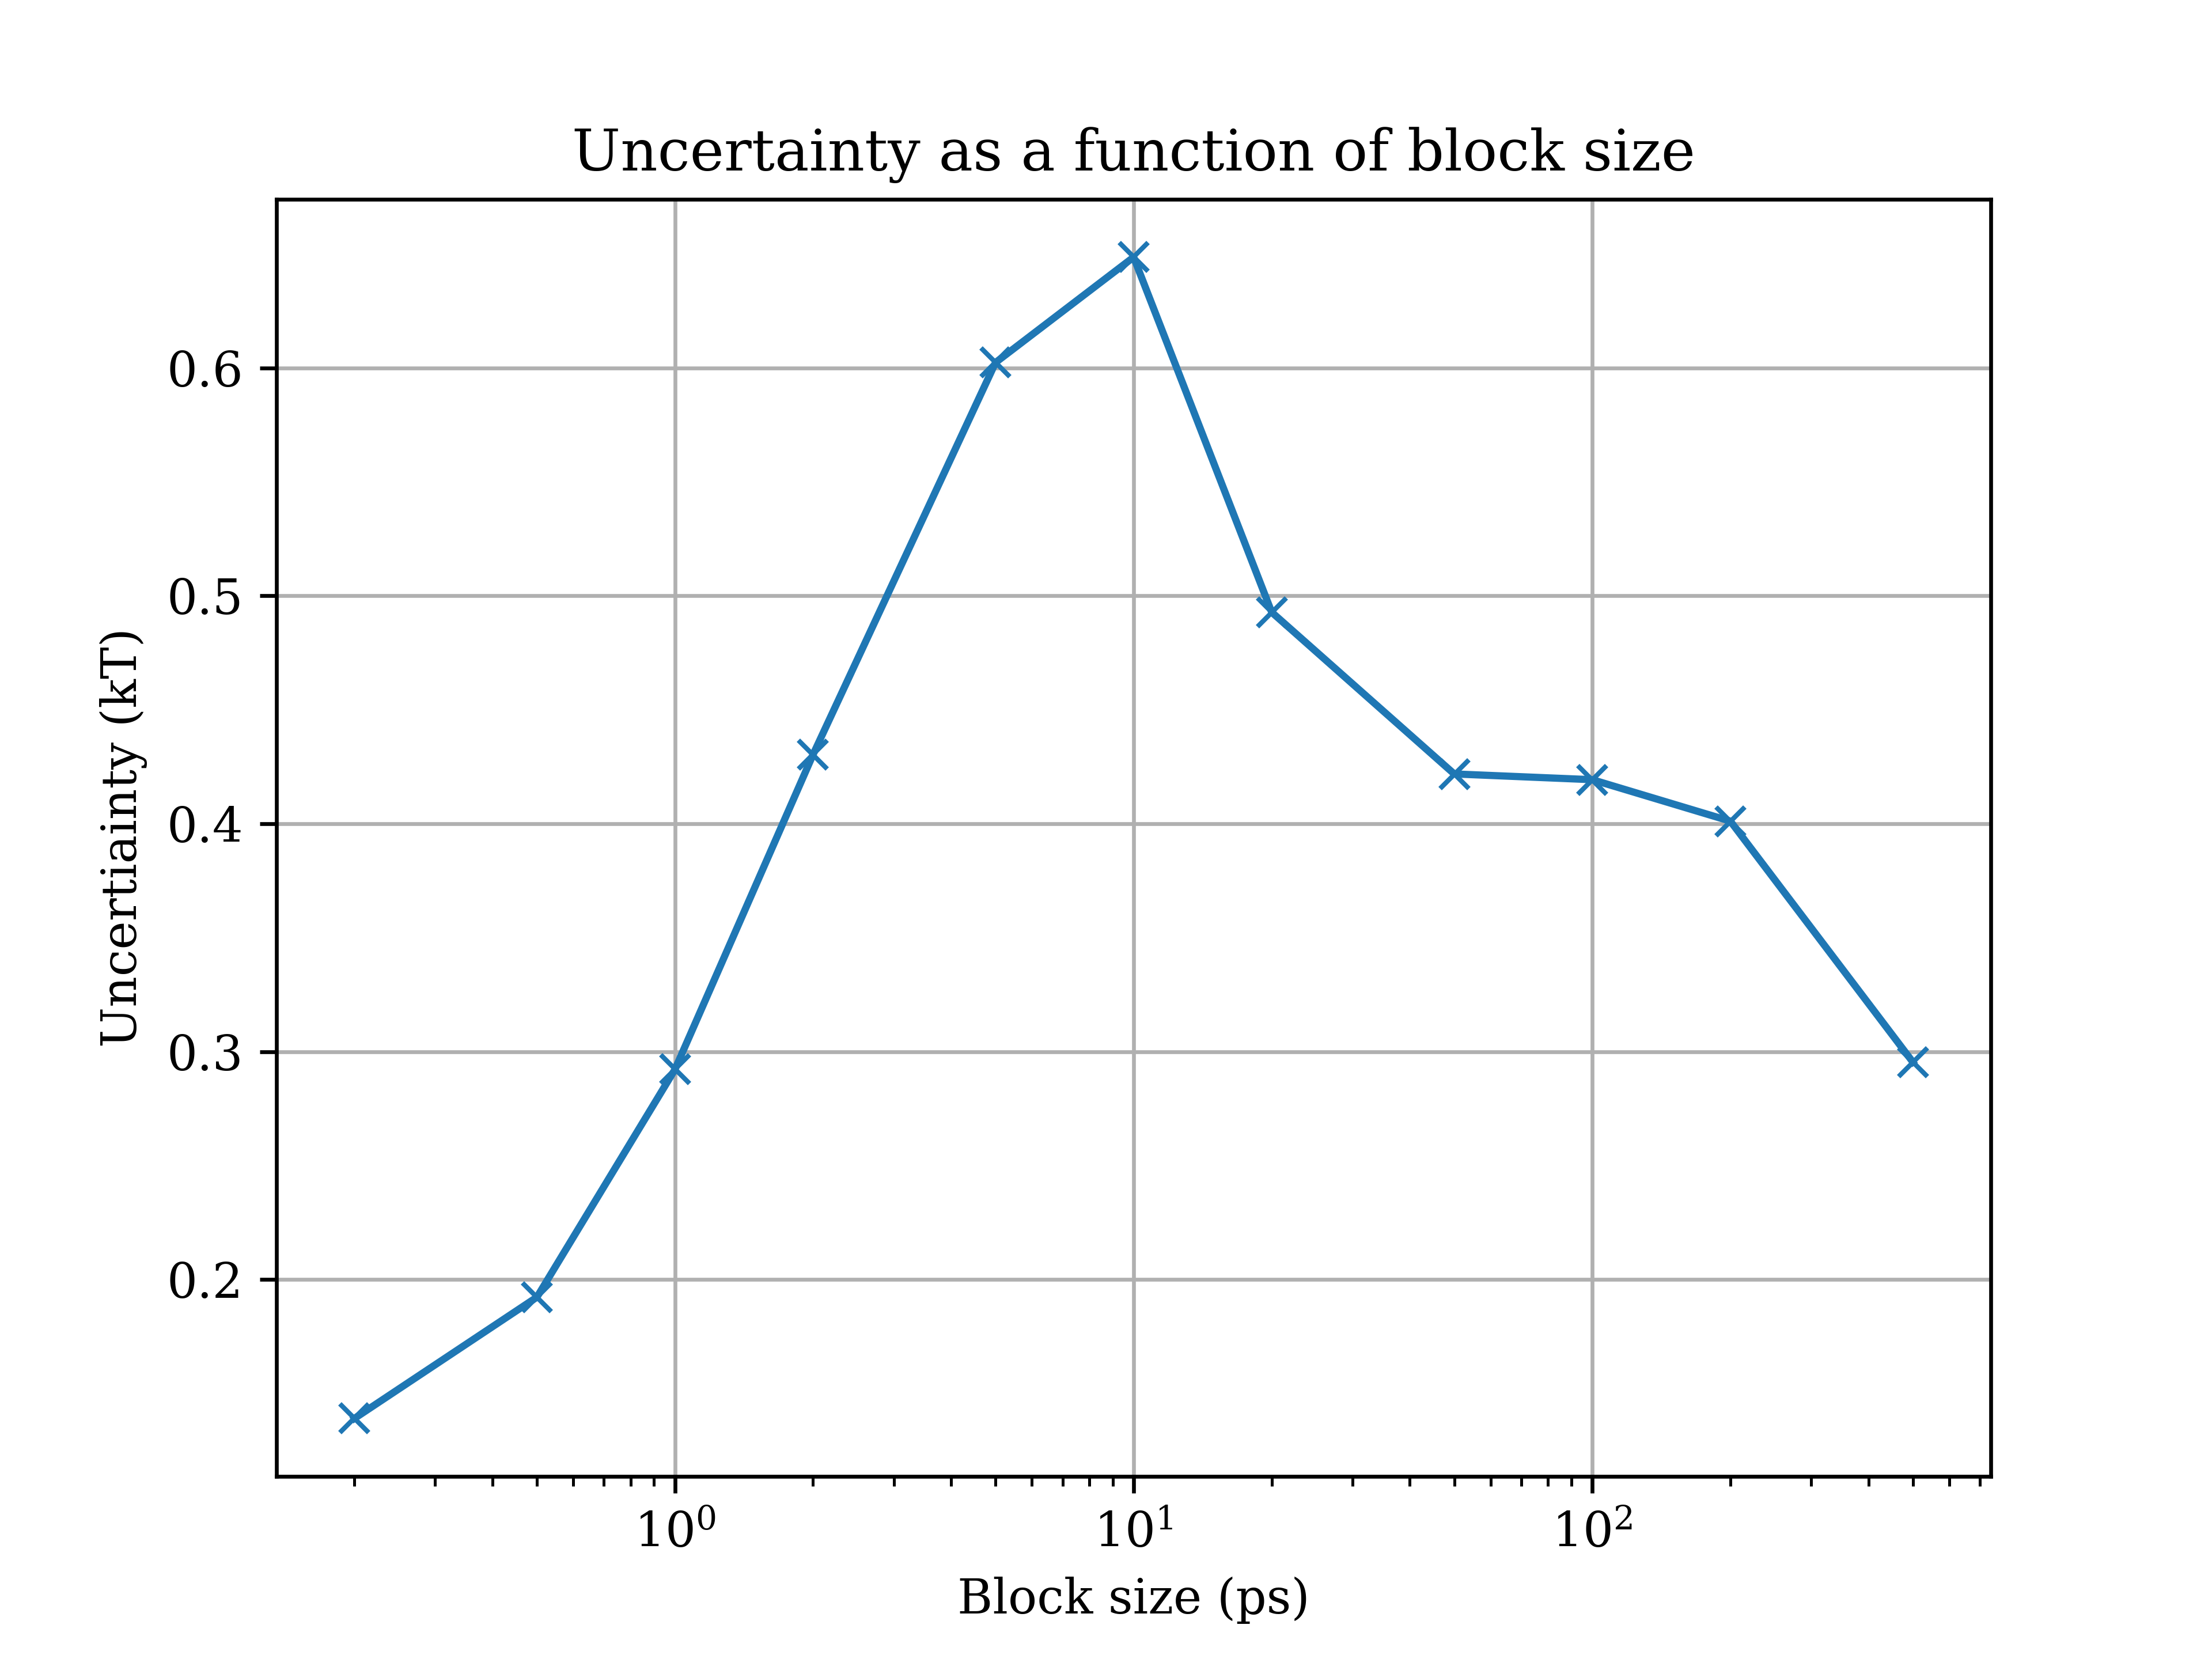 Uncertainty as a function of block size
0.6
0.5
0.4
0.3
0.2
Uncertiainty (kT)
10⁰ 10¹ 10²
Block size (ps)